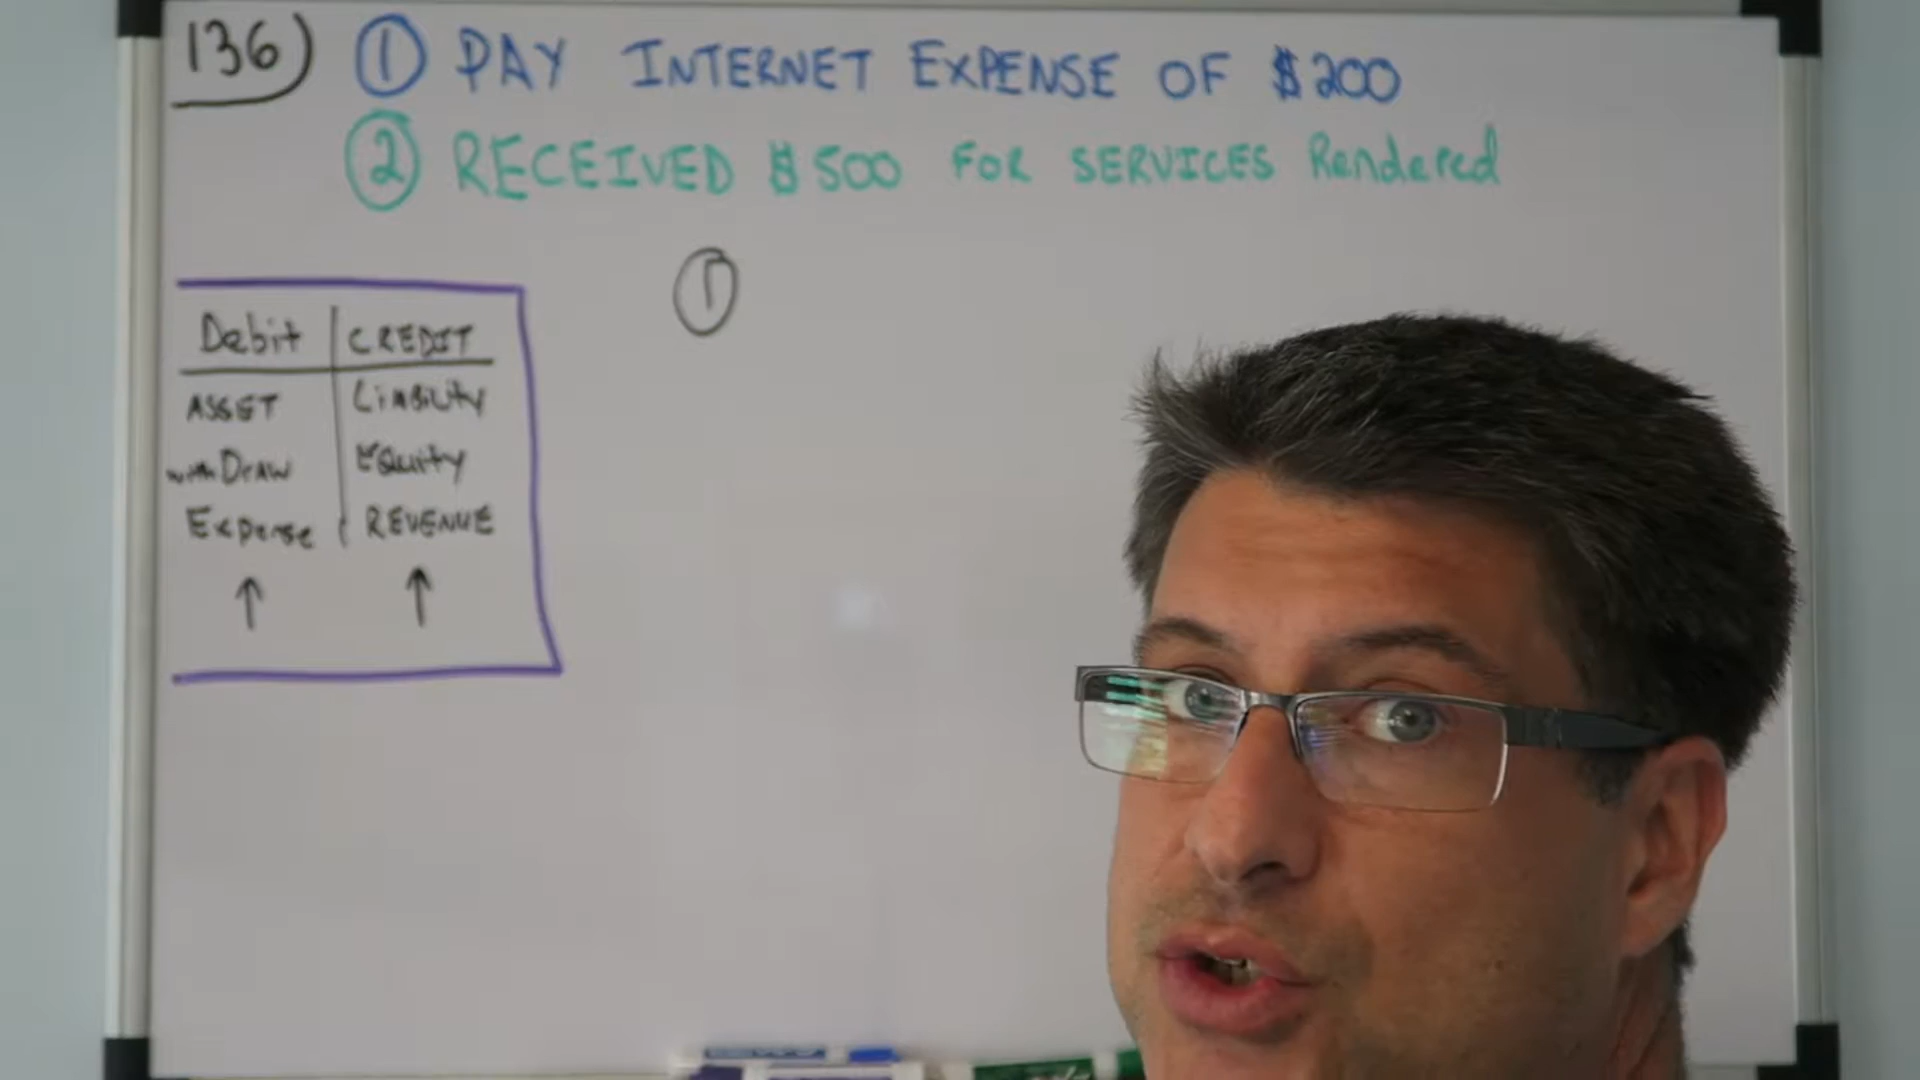 136) ① PAY INTERNET EXPENSE OF $200
② RECEIVED $500 FOR SERVICES Rendered
①
Debit CREDIT
ASSET LiABiLity
withDrAW EQuity
Expense REVENUE
↑ ↑